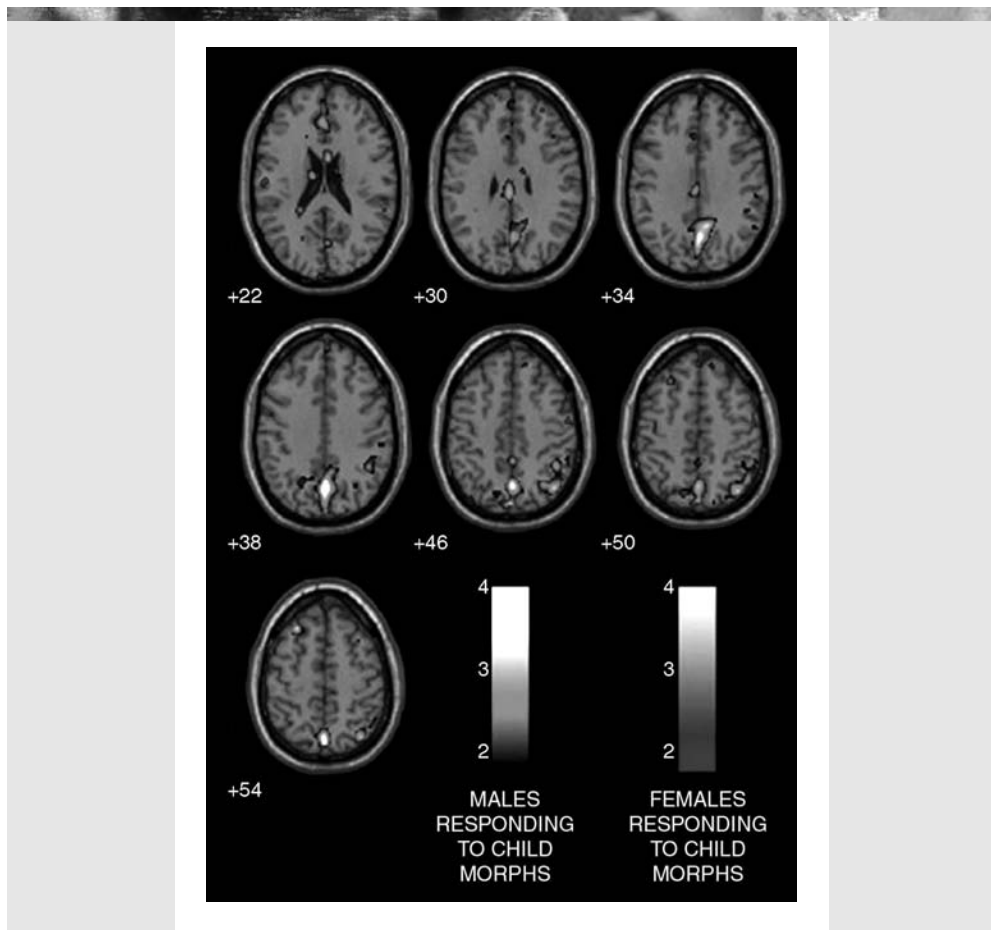 +22
+30
+34
+38
+46
+50
+54
4
3
2
MALES
RESPONDING
TO CHILD
MORPHS
4
3
2
FEMALES
RESPONDING
TO CHILD
MORPHS